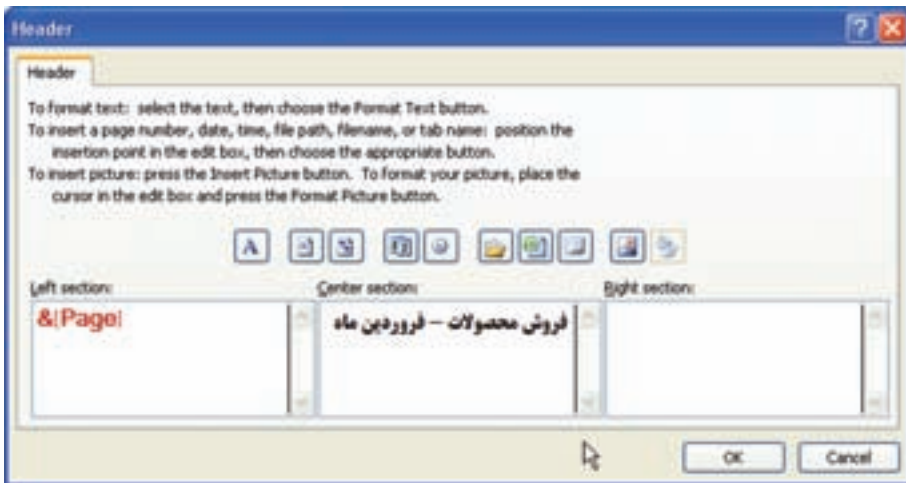 Header
Header
To format text: select the text, then choose the Format Text button.
To insert a page number, date, time, file path, filename, or tab name: position the
insertion point in the edit box, then choose the appropriate button.
To insert picture: press the Insert Picture button. To format your picture, place the
cursor in the edit box and press the Format Picture button.
A
Left section: Center section: Right section:
&[Page]
فروش محصولات – فروردین ماه
OK Cancel